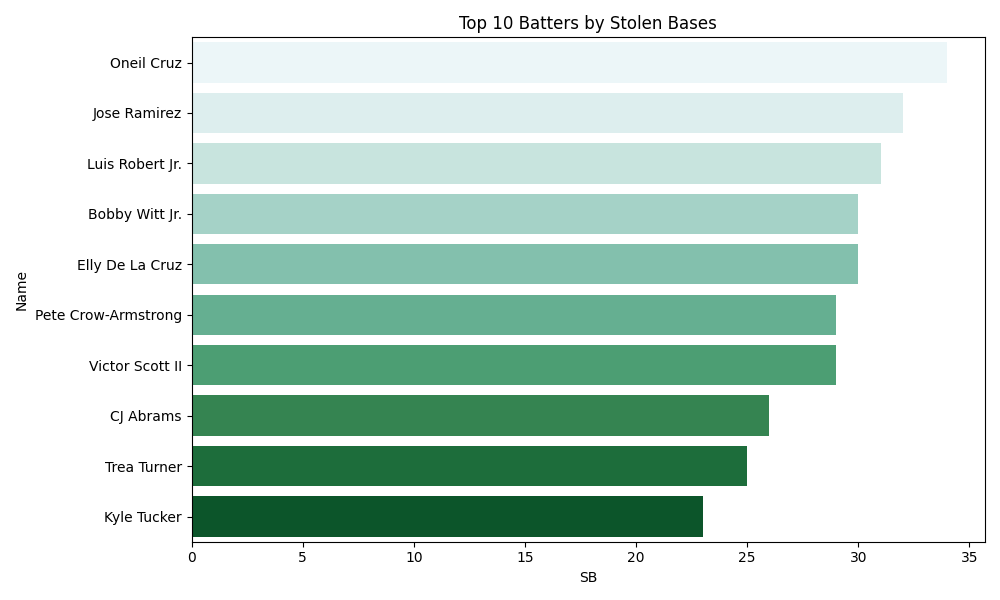 Top 10 Batters by Stolen Bases
Name
Oneil Cruz
Jose Ramirez
Luis Robert Jr.
Bobby Witt Jr.
Elly De La Cruz
Pete Crow-Armstrong
Victor Scott II
CJ Abrams
Trea Turner
Kyle Tucker
0 5 10 15 20 25 30 35
SB